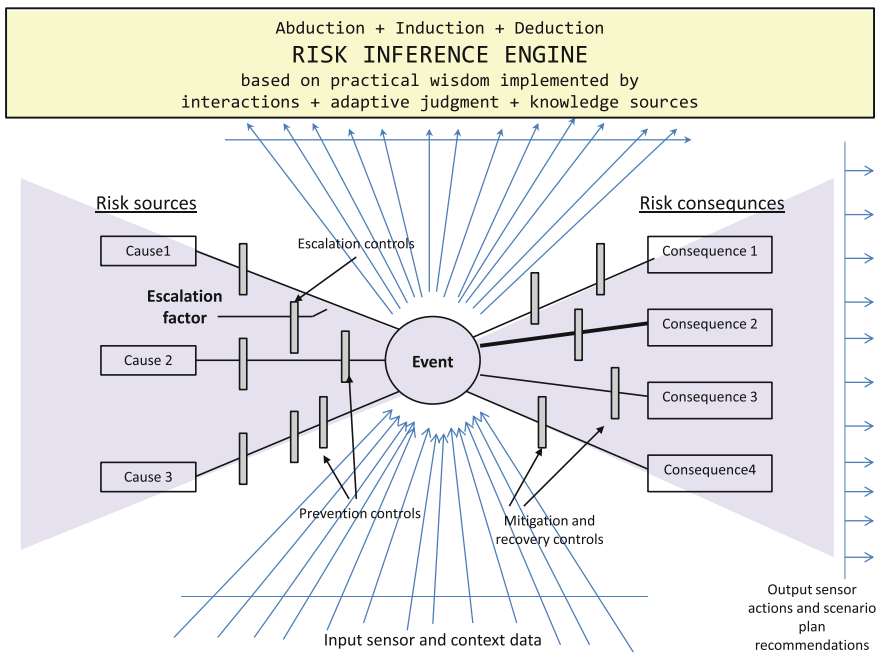 Abduction + Induction + Deduction
RISK INFERENCE ENGINE
based on practical wisdom implemented by
interactions + adaptive judgment + knowledge sources
Risk sources
Risk consequnces
Cause1
Escalation controls
Consequence 1
Escalation
factor
Consequence 2
Cause 2
Event
Consequence 3
Cause 3
Consequence4
Prevention controls
Mitigation and
recovery controls
Input sensor and context data
Output sensor
actions and scenario
plan
recommendations